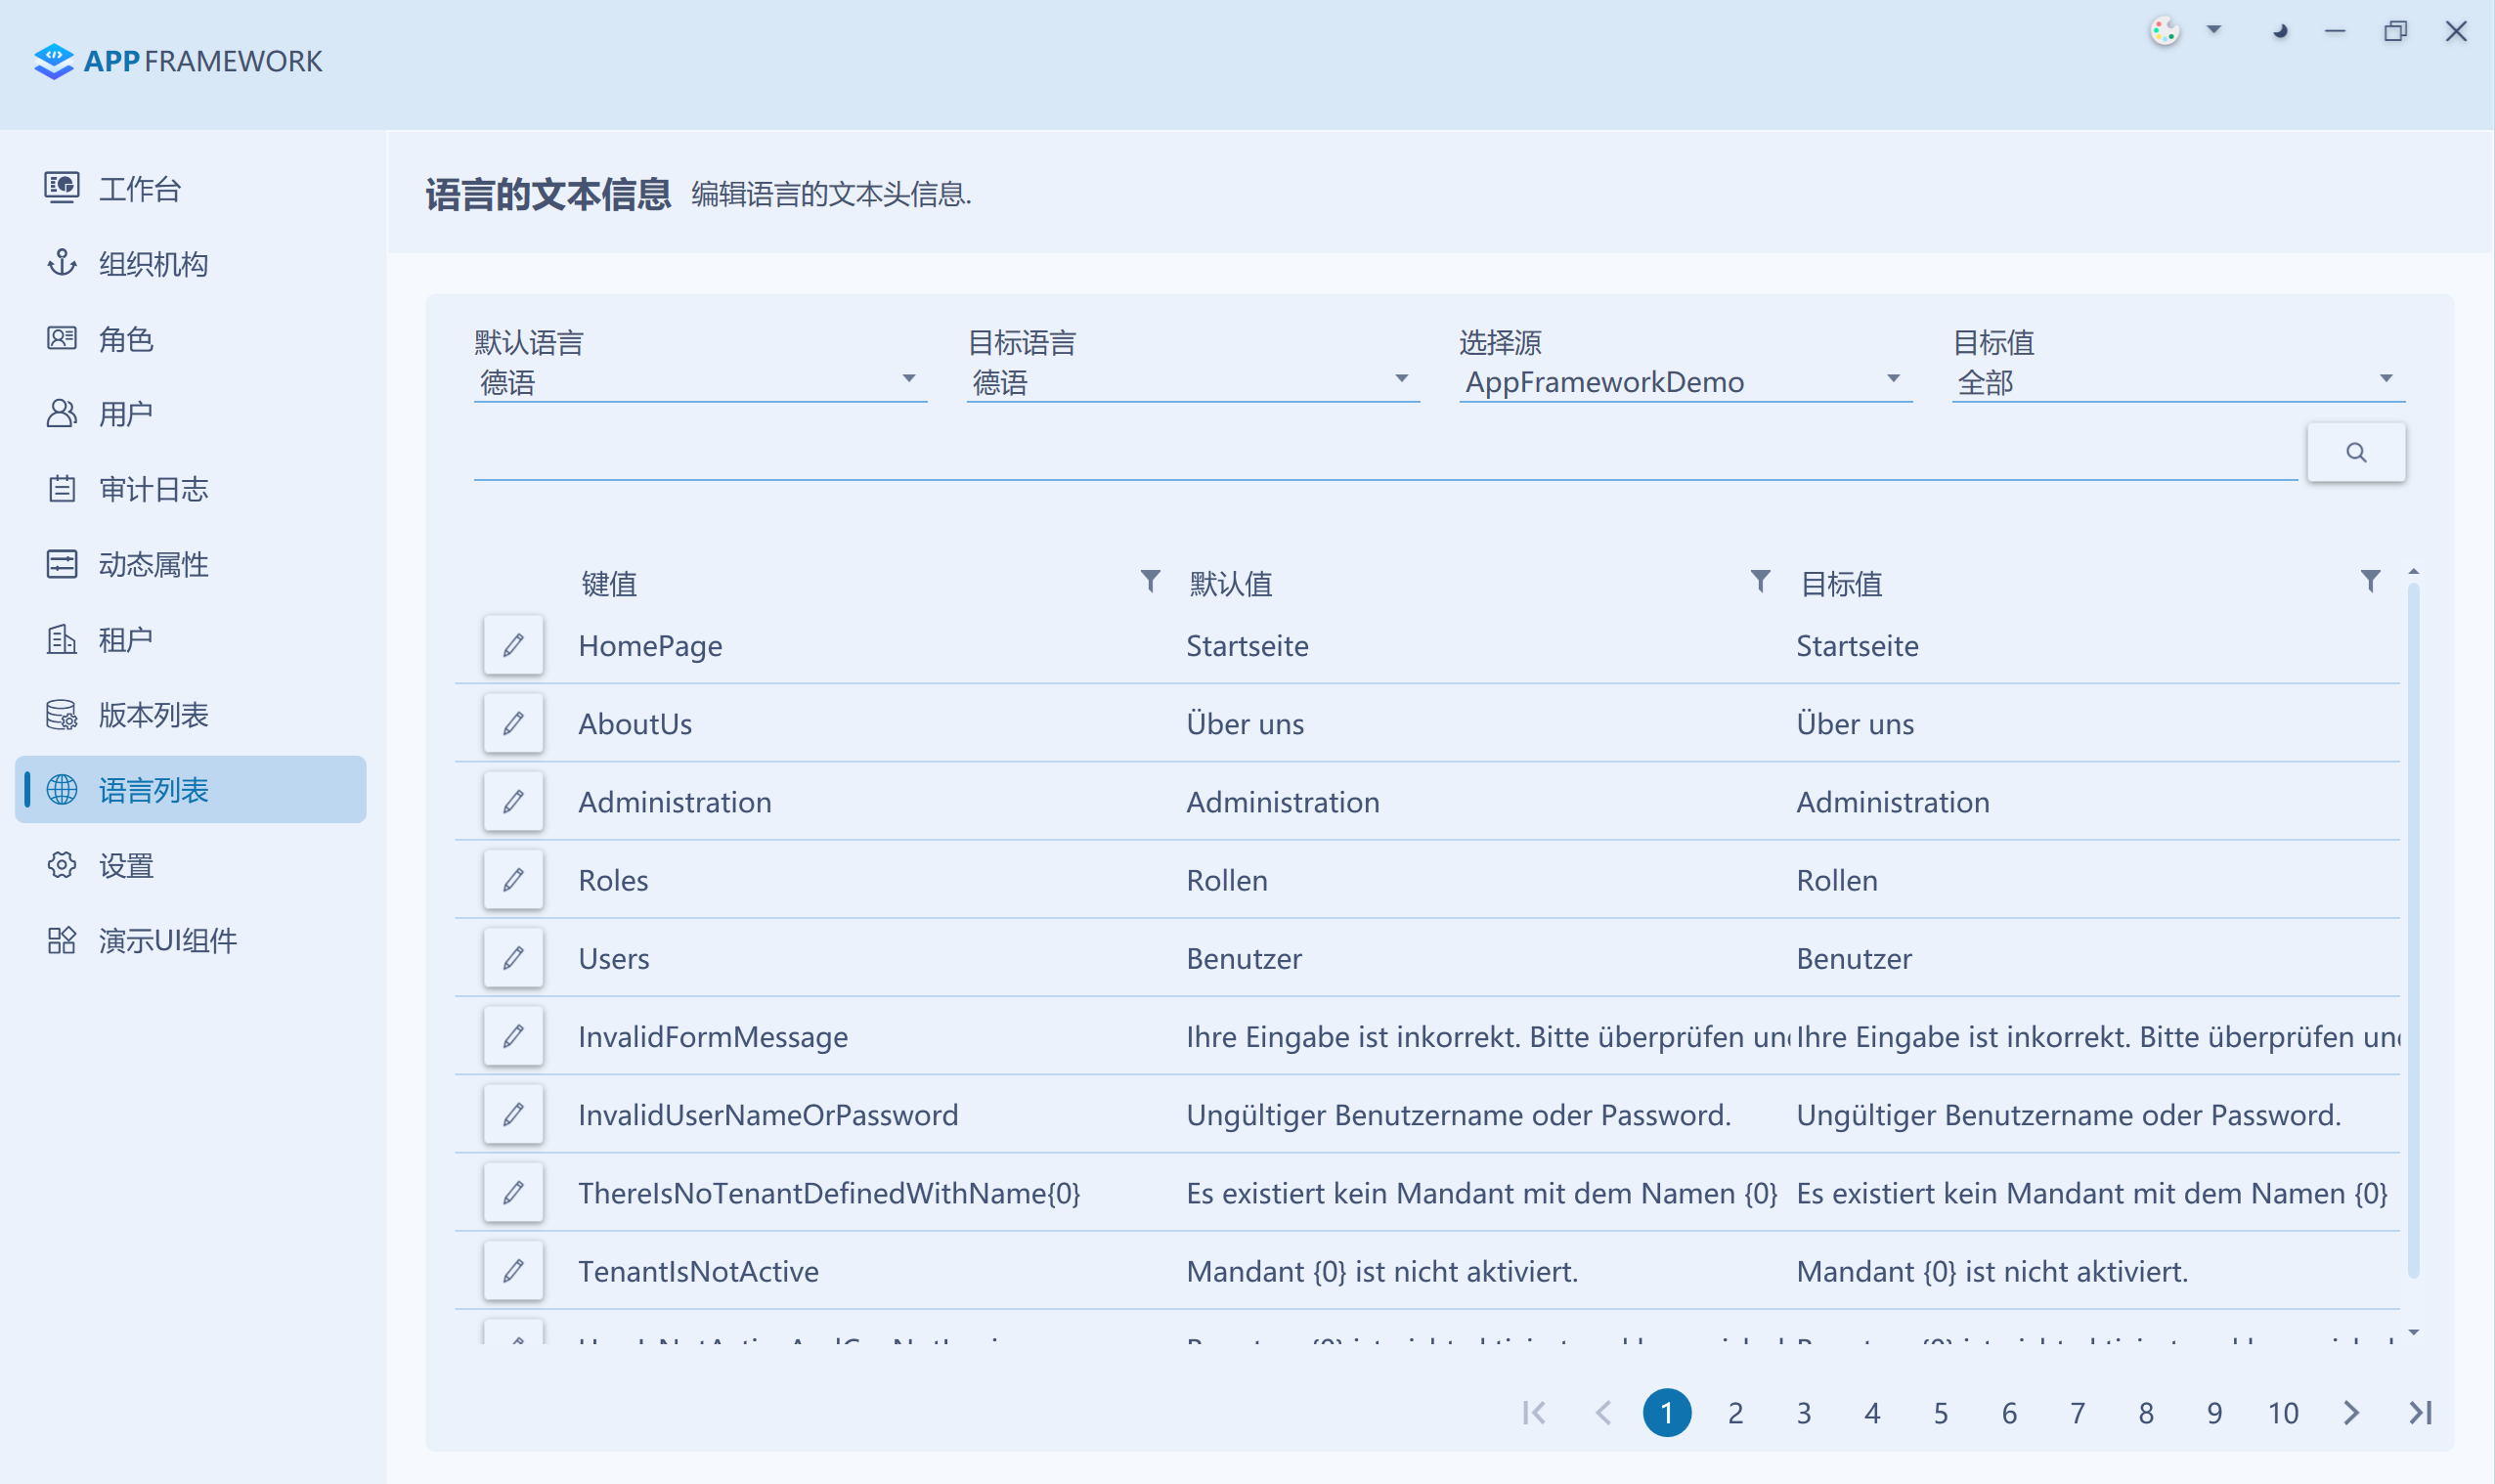 APP FRAMEWORK
工作台
组织机构
角色
用户
审计日志
动态属性
租户
版本列表
语言列表
设置
演示UI组件
语言的文本信息 编辑语言的文本头信息.
默认语言 目标语言 选择源 目标值
德语 德语 AppFrameworkDemo 全部
键值 默认值 目标值
HomePage Startseite Startseite
AboutUs Über uns Über uns
Administration Administration Administration
Roles Rollen Rollen
Users Benutzer Benutzer
InvalidFormMessage Ihre Eingabe ist inkorrekt. Bitte überprüfen Ihre Eingabe ist inkorrekt. Bitte überprüfen
InvalidUserNameOrPassword Ungültiger Benutzername oder Password. Ungültiger Benutzername oder Password.
ThereIsNoTenantDefinedWithName{0} Es existiert kein Mandant mit dem Namen {0} Es existiert kein Mandant mit dem Namen {0}
TenantIsNotActive Mandant {0} ist nicht aktiviert. Mandant {0} ist nicht aktiviert.
1 2 3 4 5 6 7 8 9 10